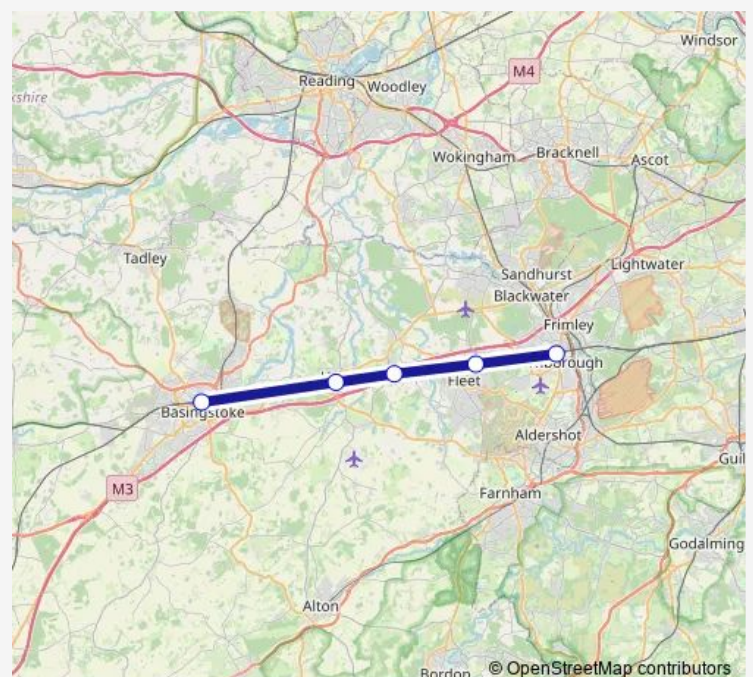 Windsor
Reading
M4
Woodley
kshire
Wokingham
Bracknell
Ascot
Tadley
Lightwater
Sandhurst
Blackwater
Frimley
nborough
Fleet
Basingstoke
Aldershot
Guil
M3
Farnham
Godalming
Alton
Bordon
© OpenStreetMap contributors